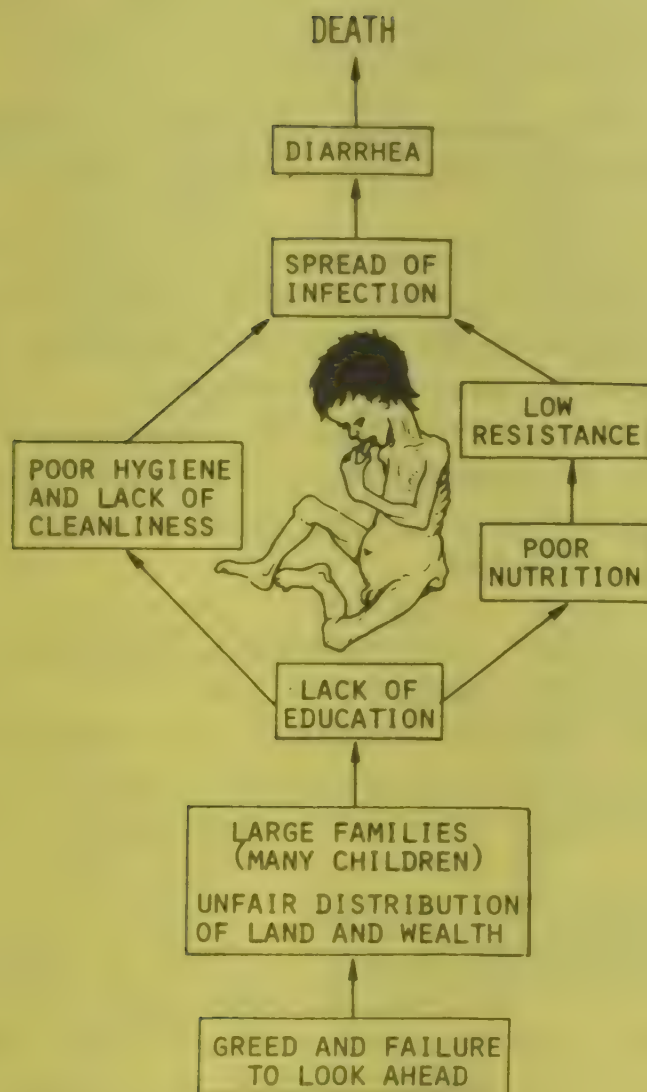 DEATH
DIARRHEA
SPREAD OF
INFECTION
LOW
RESISTANCE
POOR HYGIENE
AND LACK OF
CLEANLINESS
POOR
NUTRITION
LACK OF
EDUCATION
LARGE FAMILIES
(MANY CHILDREN)
UNFAIR DISTRIBUTION
OF LAND AND WEALTH
GREED AND FAILURE
TO LOOK AHEAD